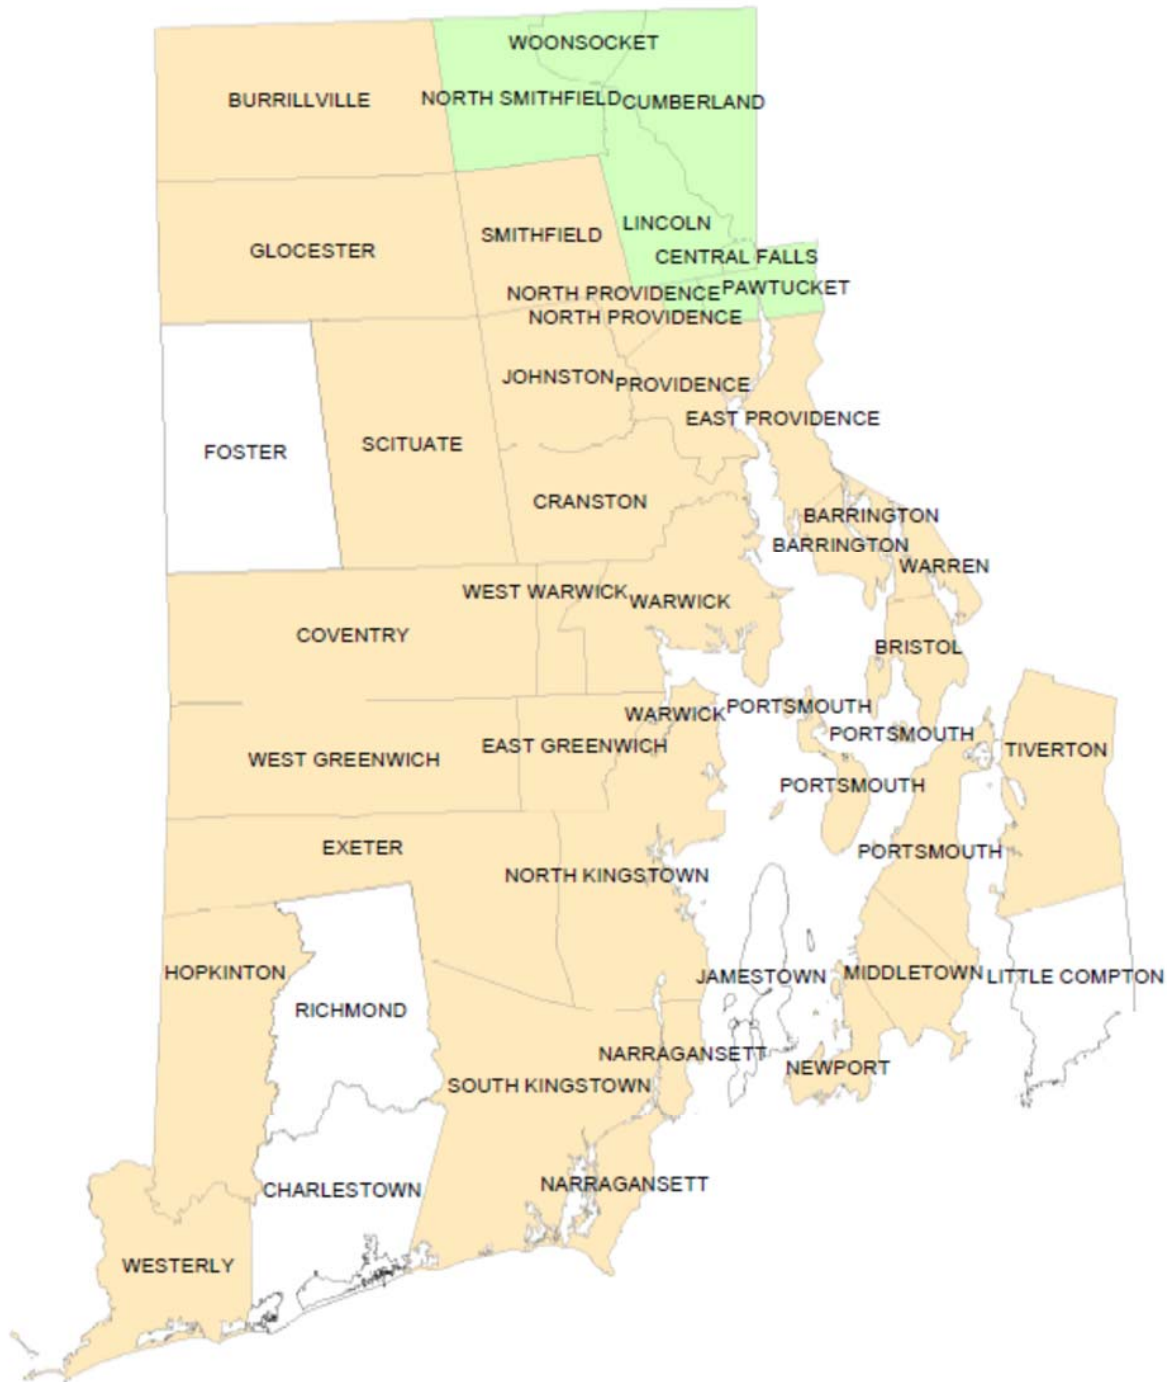 WOONSOCKET
BURRILLVILLE
NORTH SMITHFIELD
CUMBERLAND
LINCOLN
SMITHFIELD
GLOCESTER
CENTRAL FALLS
PAWTUCKET
NORTH PROVIDENCE
NORTH PROVIDENCE
JOHNSTON
PROVIDENCE
EAST PROVIDENCE
SCITUATE
FOSTER
CRANSTON
BARRINGTON
BARRINGTON
WARREN
WEST WARWICK
WARWICK
COVENTRY
BRISTOL
PORTSMOUTH
WARWICK
PORTSMOUTH
EAST GREENWICH
TIVERTON
WEST GREENWICH
PORTSMOUTH
EXETER
PORTSMOUTH
NORTH KINGSTOWN
HOPKINTON
JAMESTOWN
MIDDLETOWN
LITTLE COMPTON
RICHMOND
NARRAGANSETT
NEWPORT
SOUTH KINGSTOWN
NARRAGANSETT
CHARLESTOWN
WESTERLY